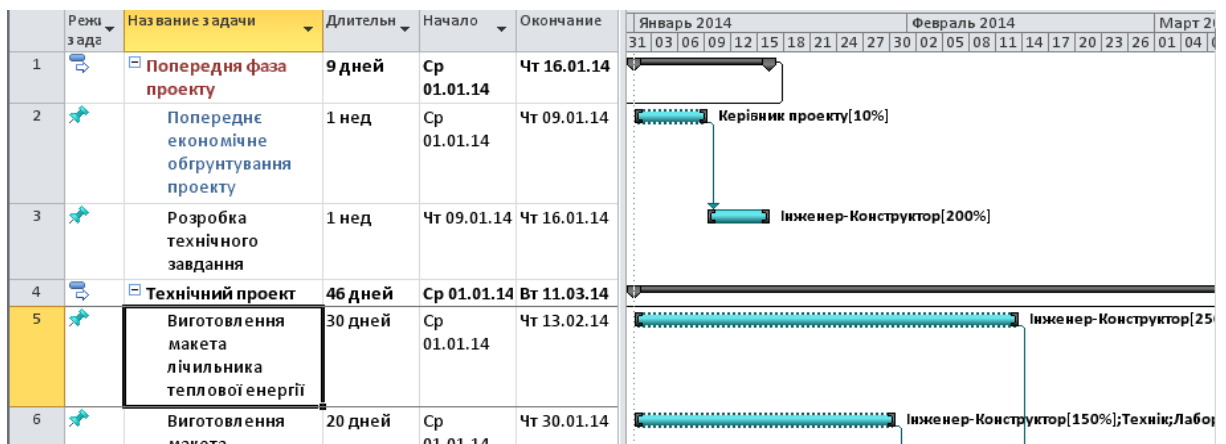 Режи
зада
Название задачи
Длительн
Начало
Окончание
Январь 2014
Февраль 2014
Март 2
31 03 06 09 12 15 18 21 24 27 30 02 05 08 11 14 17 20 23 26 01 04
1
Попередня фаза
проекту
9 дней
Ср
01.01.14
Чт 16.01.14
2
Попереднє
економічне
обгрунтування
проекту
1 нед
Ср
01.01.14
Чт 09.01.14
Керівник проекту[10%]
3
Розробка
технічного
завдання
1 нед
Чт 09.01.14
Чт 16.01.14
Інженер-Конструктор[200%]
4
Технічний проект
46 дней
Ср 01.01.14
Вт 11.03.14
5
Виготовлення
макета
лічильника
теплової енергії
30 дней
Ср
01.01.14
Чт 13.02.14
Інженер-Конструктор[25
6
Виготовлення
макета
20 дней
Ср
01.01.14
Чт 30.01.14
Інженер-Конструктор[150%];Технік;Лабор